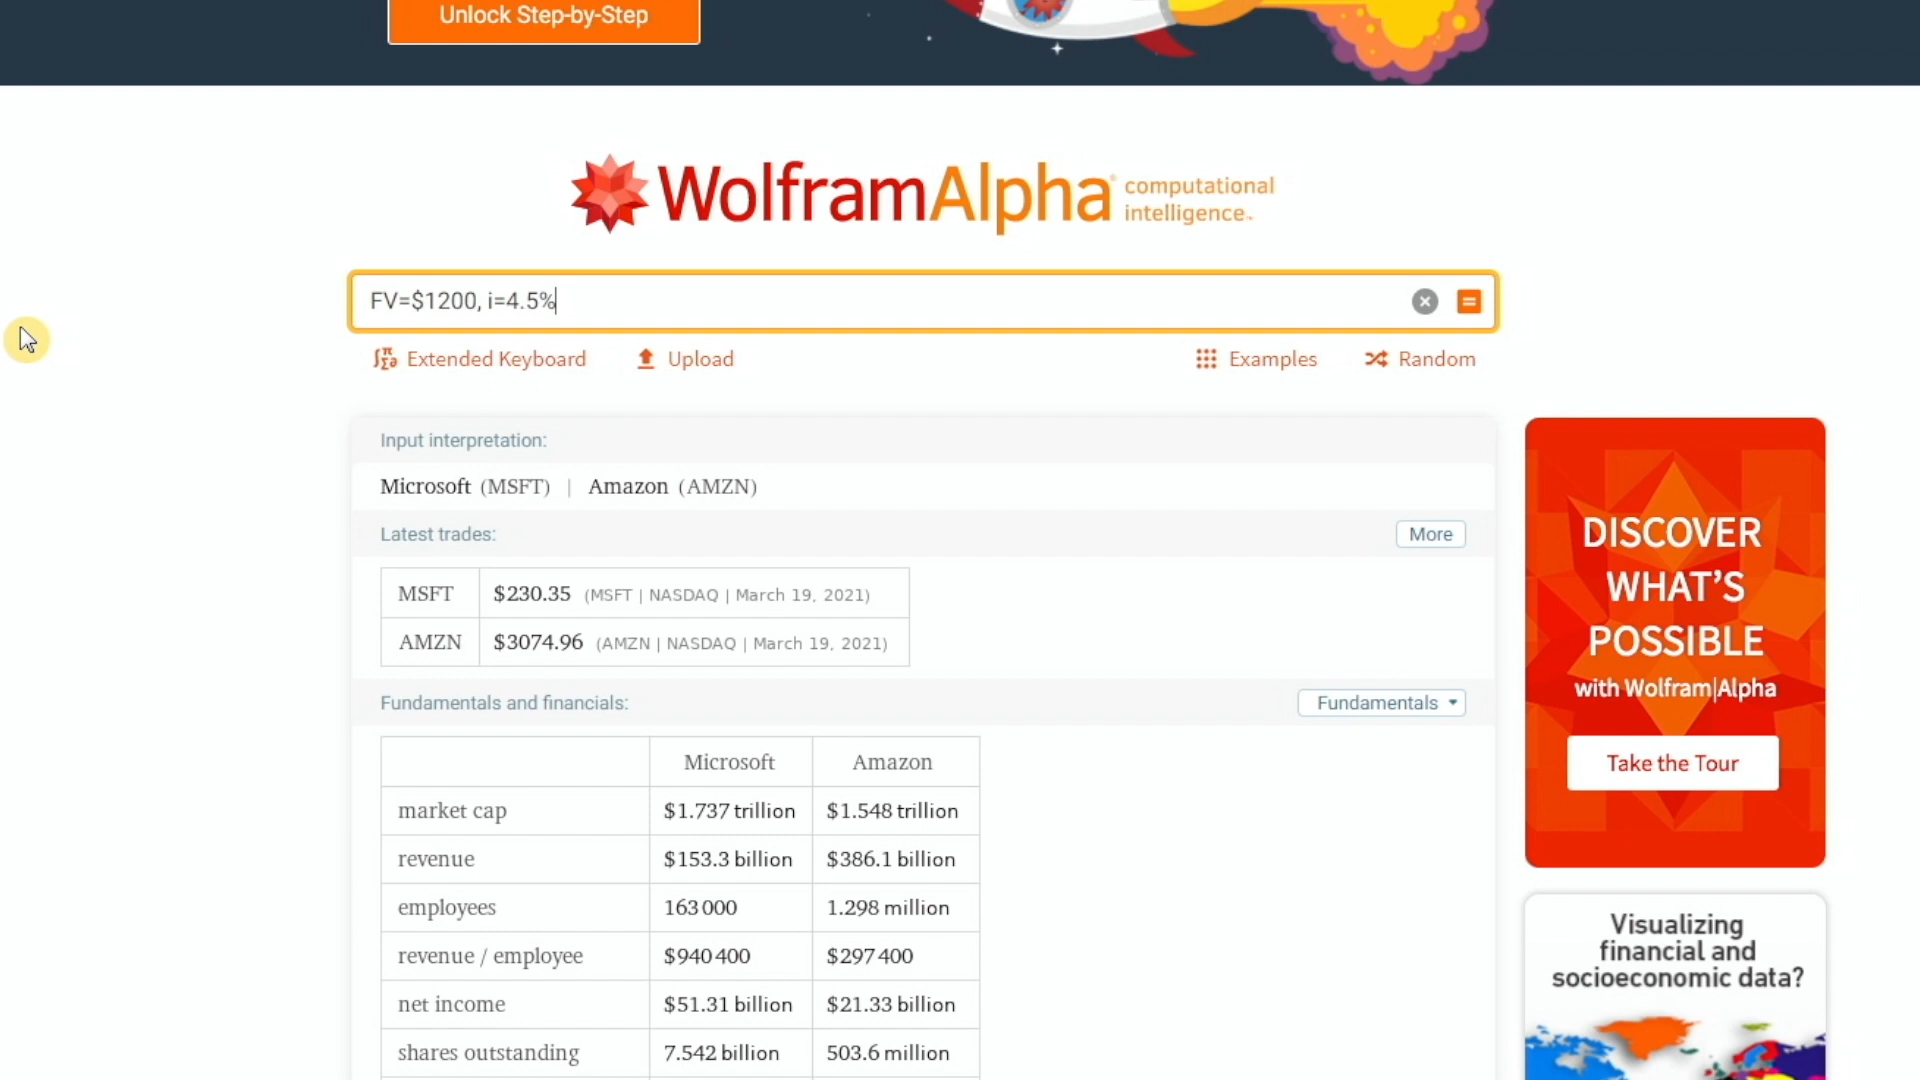 Unlock Step-by-Step
WolframAlpha computational intelligence™
FV=$1200, i=4.5%
Extended Keyboard Upload Examples Random
Input interpretation:
Microsoft (MSFT) | Amazon (AMZN)
Latest trades: More
MSFT $230.35 (MSFT | NASDAQ | March 19, 2021)
AMZN $3074.96 (AMZN | NASDAQ | March 19, 2021)
Fundamentals and financials: Fundamentals
Microsoft Amazon
market cap $1.737 trillion $1.548 trillion
revenue $153.3 billion $386.1 billion
employees 163 000 1.298 million
revenue / employee $940 400 $297 400
net income $51.31 billion $21.33 billion
shares outstanding 7.542 billion 503.6 million
DISCOVER
WHAT'S
POSSIBLE
with Wolfram|Alpha
Take the Tour
Visualizing
financial and
socioeconomic data?